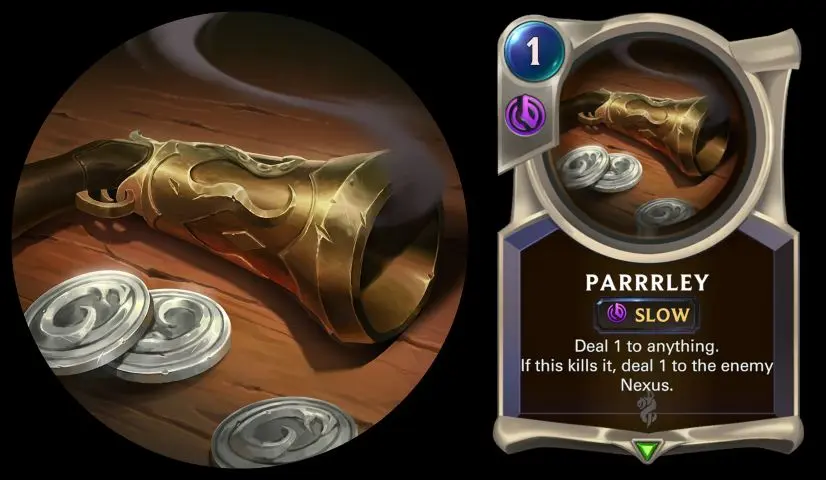 1
PARRRLEY
SLOW
Deal 1 to anything.
If this kills it, deal 1 to the enemy
Nexus.